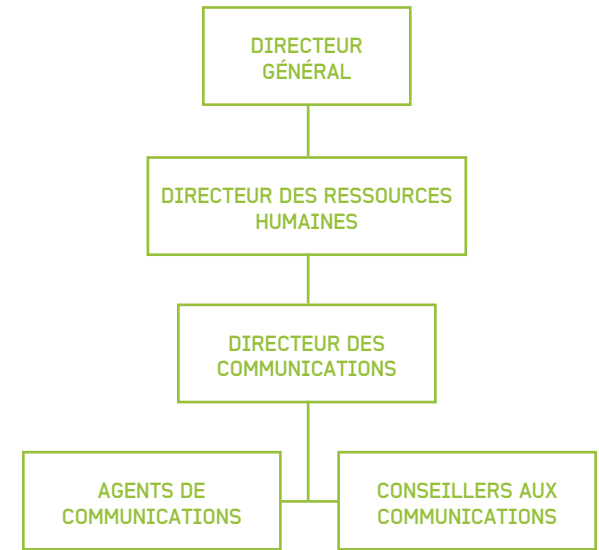 DIRECTEUR
GÉNÉRAL
DIRECTEUR DES RESSOURCES
HUMAINES
DIRECTEUR DES
COMMUNICATIONS
AGENTS DE
COMMUNICATIONS
CONSEILLERS AUX
COMMUNICATIONS